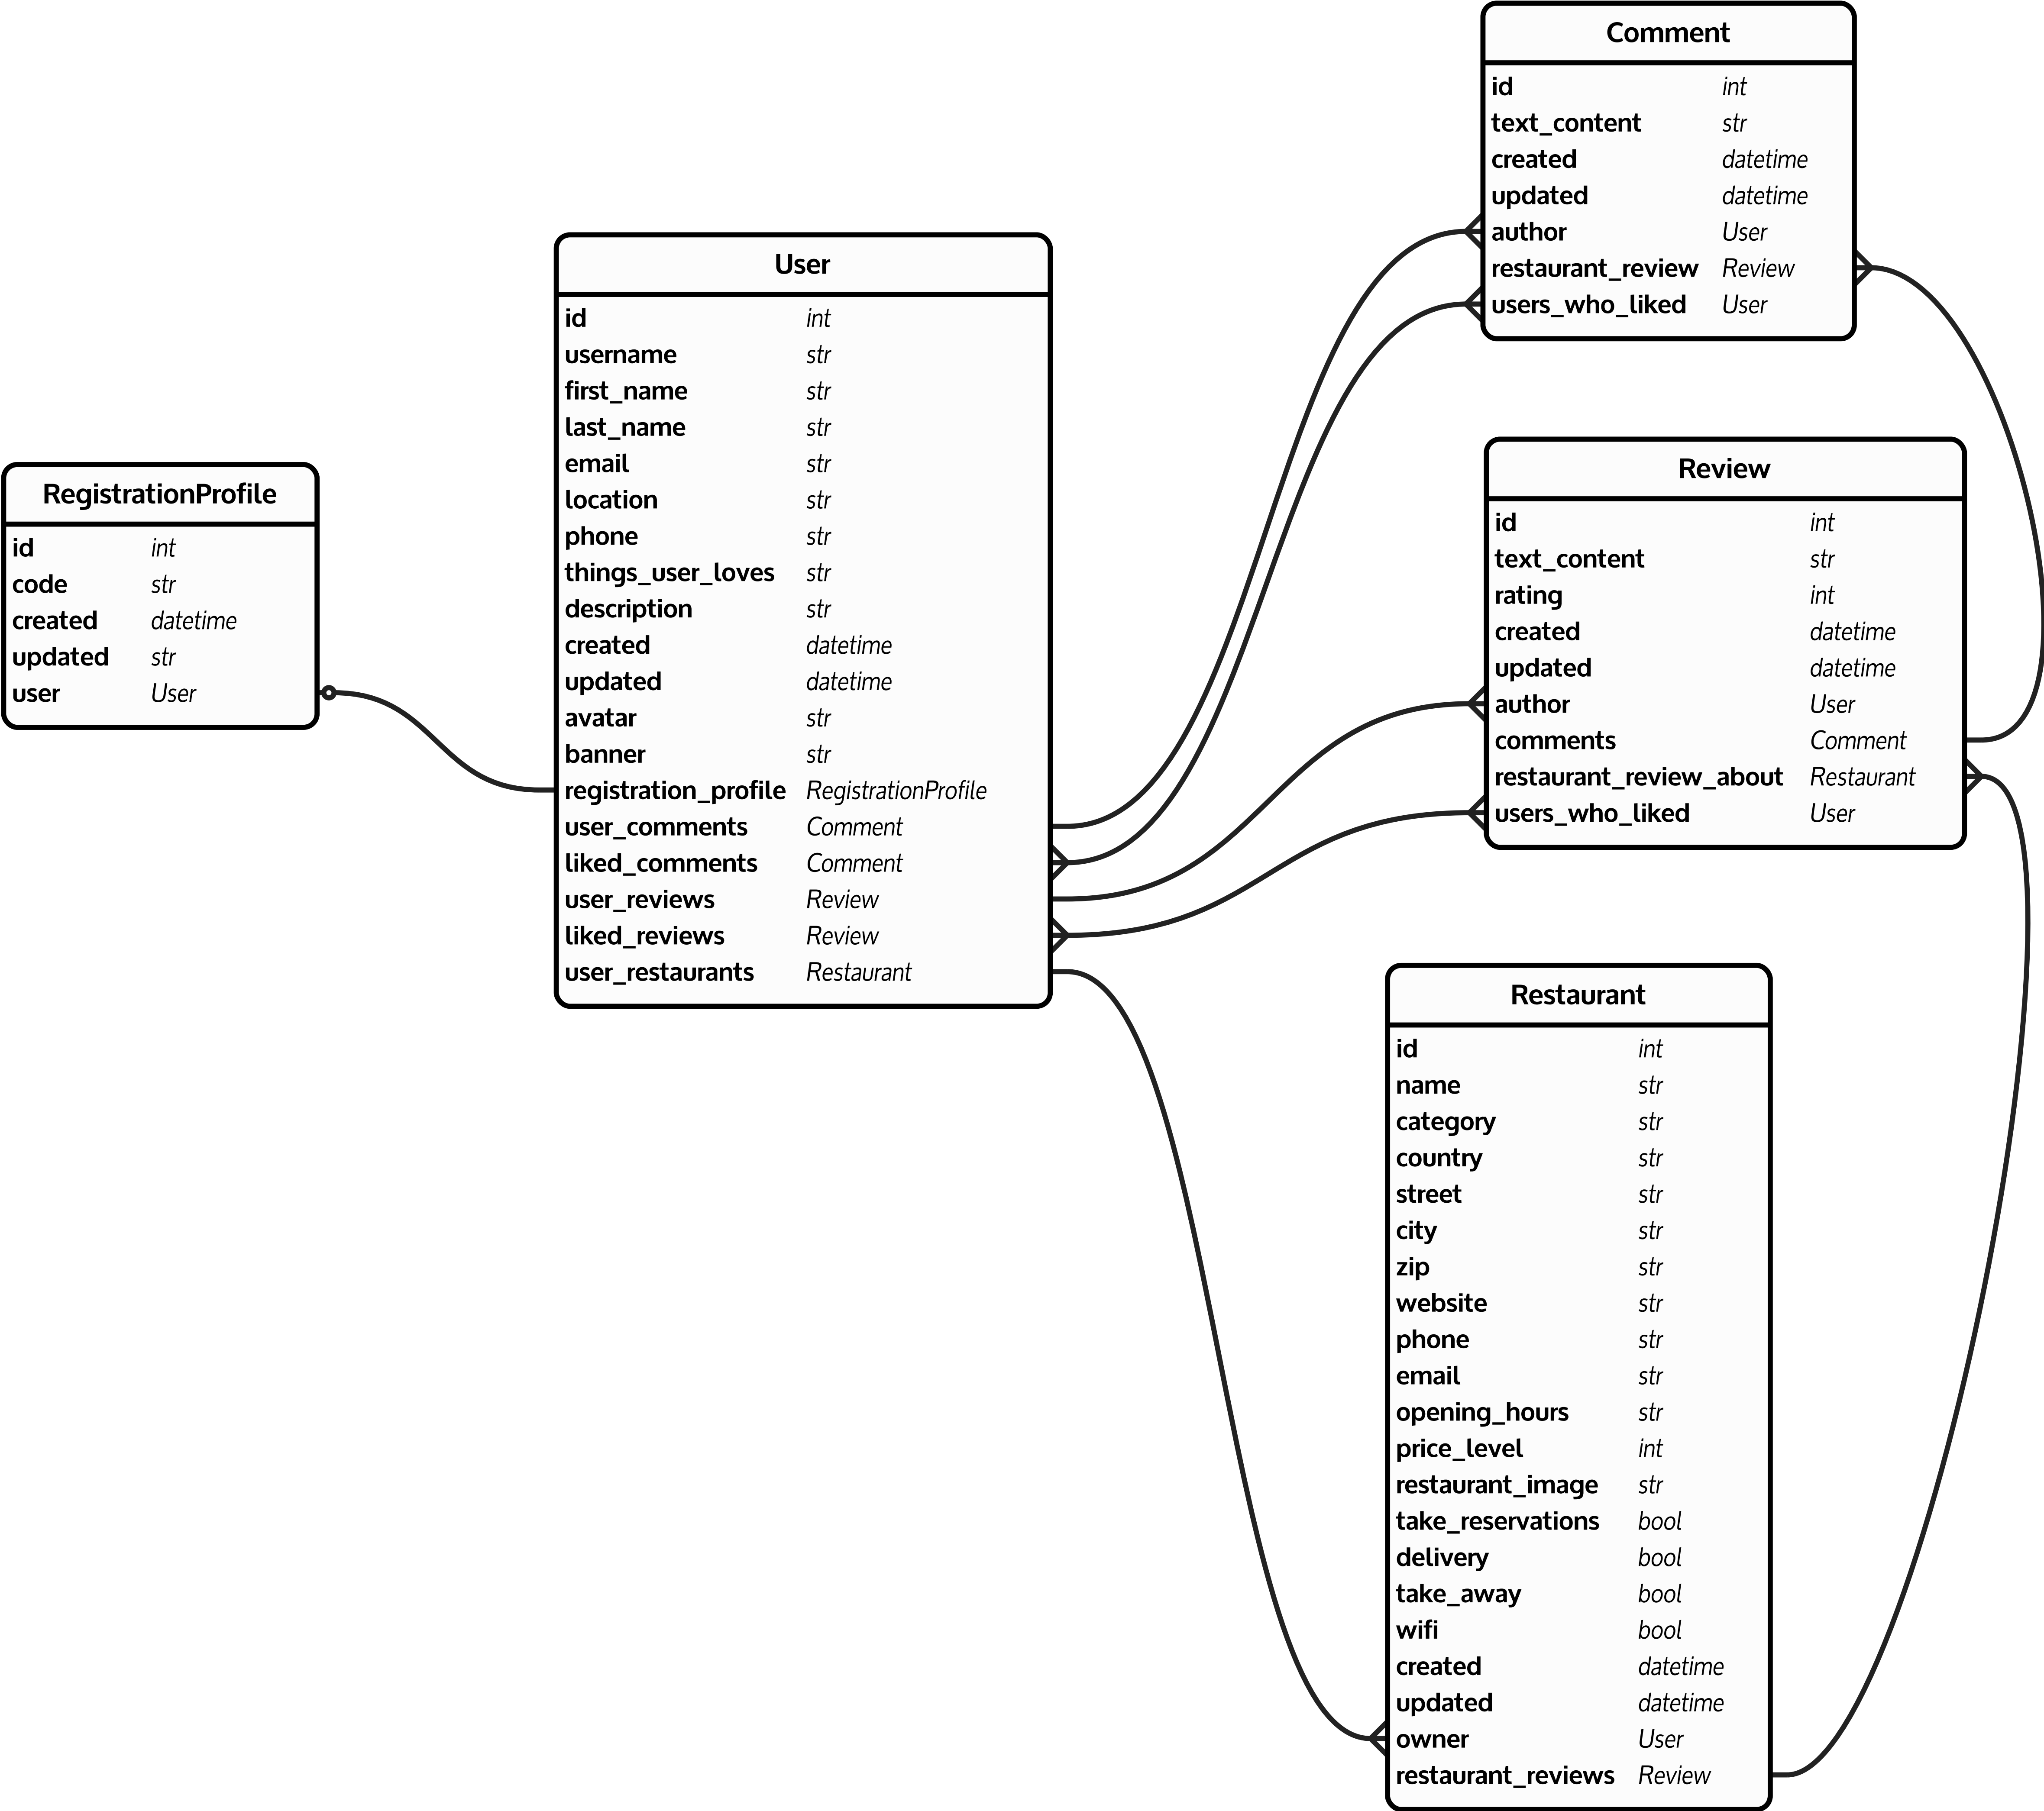 Comment
id int
text_content str
created datetime
updated datetime
author User
restaurant_review Review
users_who_liked User
User
id int
username str
first_name str
last_name str
email str
location str
phone str
things_user_loves str
description str
created datetime
updated datetime
avatar str
banner str
registration_profile RegistrationProfile
user_comments Comment
liked_comments Comment
user_reviews Review
liked_reviews Review
user_restaurants Restaurant
RegistrationProfile
id int
code str
created datetime
updated str
user User
Review
id int
text_content str
rating int
created datetime
updated datetime
author User
comments Comment
restaurant_review_about Restaurant
users_who_liked User
Restaurant
id int
name str
category str
country str
street str
city str
zip str
website str
phone str
email str
opening_hours str
price_level int
restaurant_image str
take_reservations bool
delivery bool
take_away bool
wifi bool
created datetime
updated datetime
owner User
restaurant_reviews Review